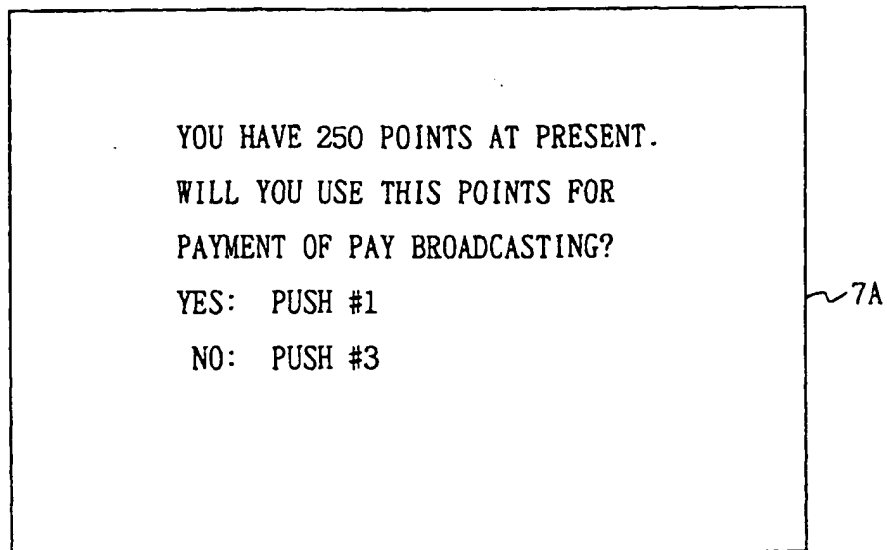 YOU HAVE 250 POINTS AT PRESENT.
WILL YOU USE THIS POINTS FOR
PAYMENT OF PAY BROADCASTING?
YES: PUSH #1
NO: PUSH #3
7A